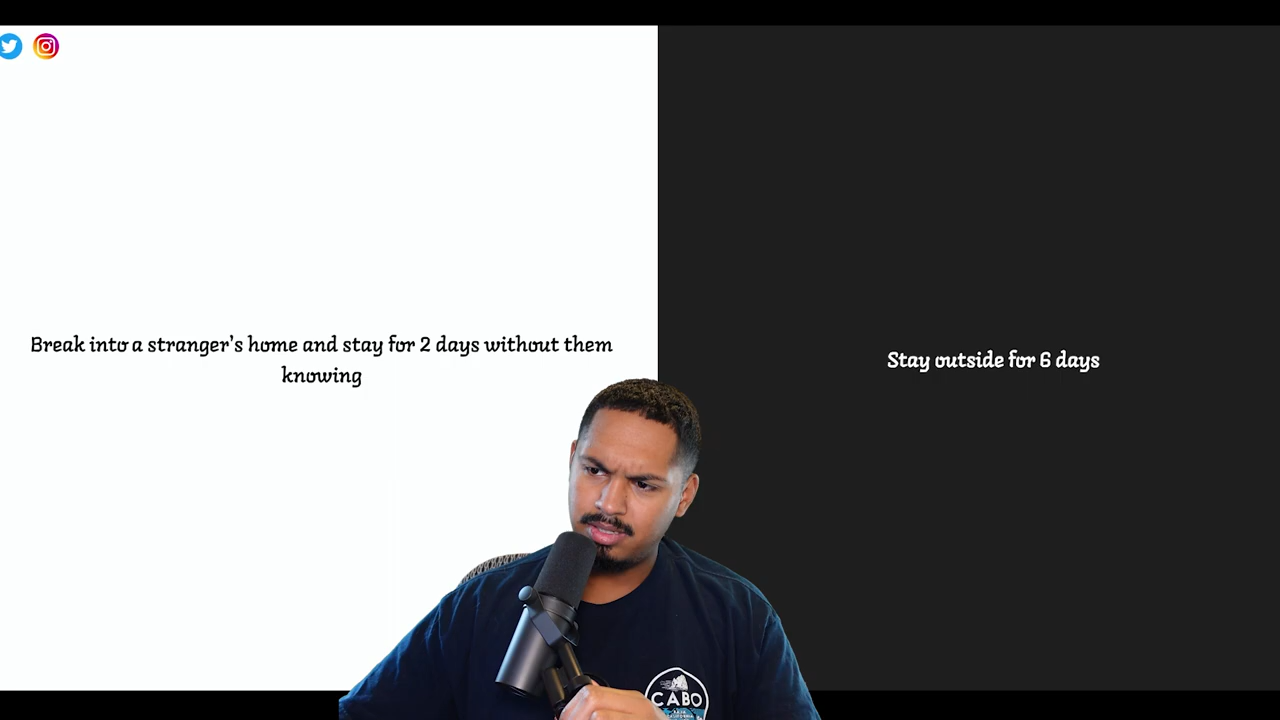 Break into a stranger's home and stay for 2 days without them
knowing
Stay outside for 6 days
CABO